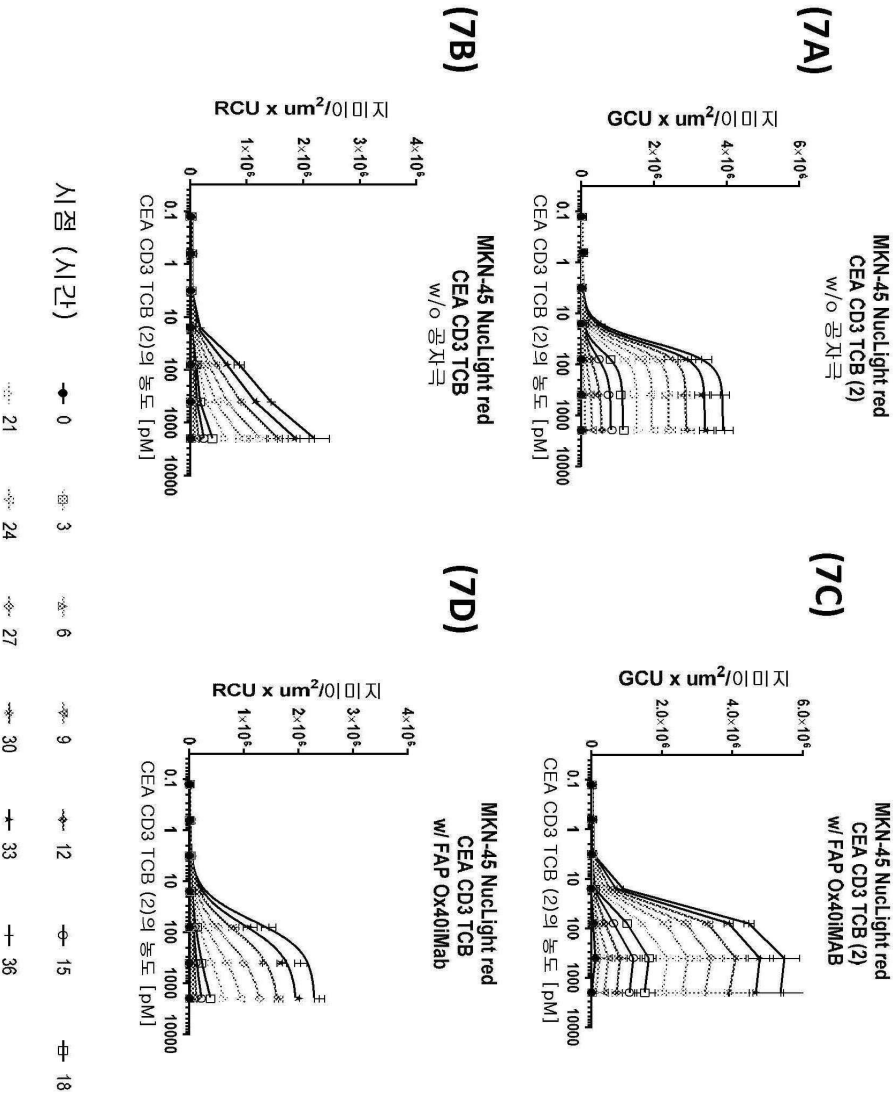 (7A)
MKN-45 NucLight red
CEA CD3 TCB (2)
w/o 공자극
GCU x um²/이미지
6×10⁶
4×10⁶
2×10⁶
0
0.1 1 10 100 1000 10000
CEA CD3 TCB (2)의 농도 [pM]
(7C)
MKN-45 NucLight red
CEA CD3 TCB (2)
w/ FAP Ox40iMAB
GCU x um²/이미지
6.0×10⁶
4.0×10⁶
2.0×10⁶
0
0.1 1 10 100 1000 10000
CEA CD3 TCB (2)의 농도 [pM]
(7B)
MKN-45 NucLight red
CEA CD3 TCB
w/o 공자극
RCU x um²/이미지
4×10⁶
3×10⁶
2×10⁶
1×10⁶
0
0.1 1 10 100 1000 10000
CEA CD3 TCB (2)의 농도 [pM]
(7D)
MKN-45 NucLight red
CEA CD3 TCB
w/ FAP Ox40iMab
RCU x um²/이미지
4×10⁶
3×10⁶
2×10⁶
1×10⁶
0
0.1 1 10 100 1000 10000
CEA CD3 TCB (2)의 농도 [pM]
시점 (시간)
0 3 6 9 12 15 18
21 24 27 30 33 36